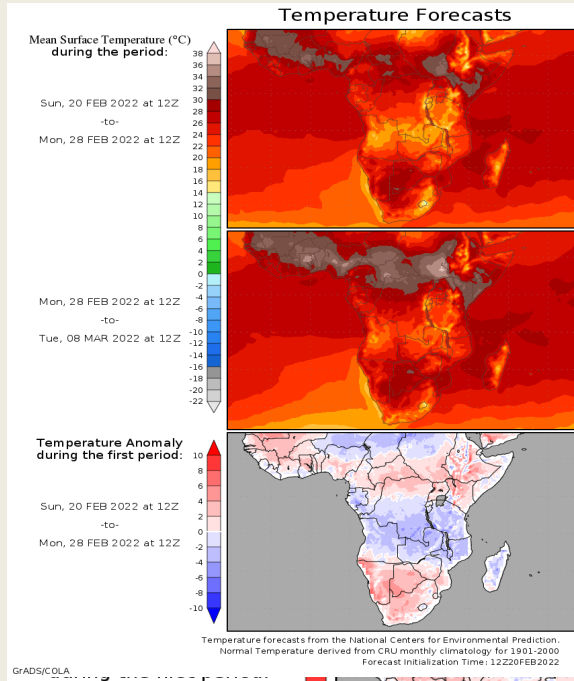 Temperature Forecasts
Mean Surface Temperature (°C)
during the period:
38
36
34
32
30
28
26
24
22
20
18
16
14
12
10
8
6
4
2
0
-2
-4
-6
-8
-10
-12
-14
-16
-18
-20
-22
Sun, 20 FEB 2022 at 12Z
-to-
Mon, 28 FEB 2022 at 12Z
Mon, 28 FEB 2022 at 12Z
-to-
Tue, 08 MAR 2022 at 12Z
Temperature Anomaly
during the first period:
10
8
6
4
2
0
-2
-4
-6
-8
-10
Sun, 20 FEB 2022 at 12Z
-to-
Mon, 28 FEB 2022 at 12Z
Temperature forecasts from the National Centers for Environmental Prediction.
Normal Temperature derived from CRU monthly climatology for 1901-2000
Forecast Initialization Time: 12Z20FEB2022
GrADS/COLA
during the first period: